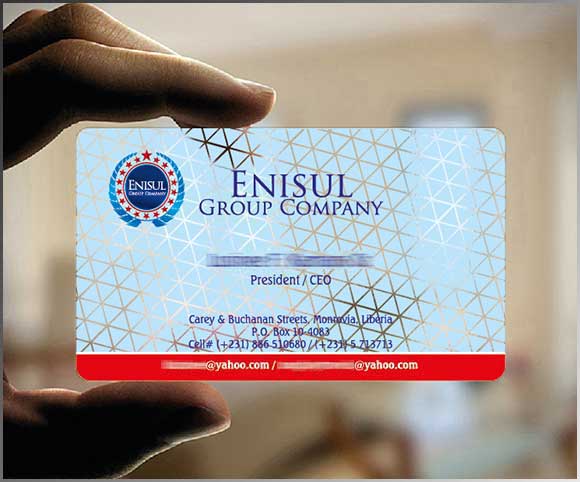 ENISUL
GROUP COMPANY
ENISUL
GROUP COMPANY
President / CEO
Carey & Buchanan Streets, Monrovia, Liberia
P.O. Box 10-4083
Cell# (+231) 886 510680 / (+231) 5 713713
@yahoo.com / @yahoo.com